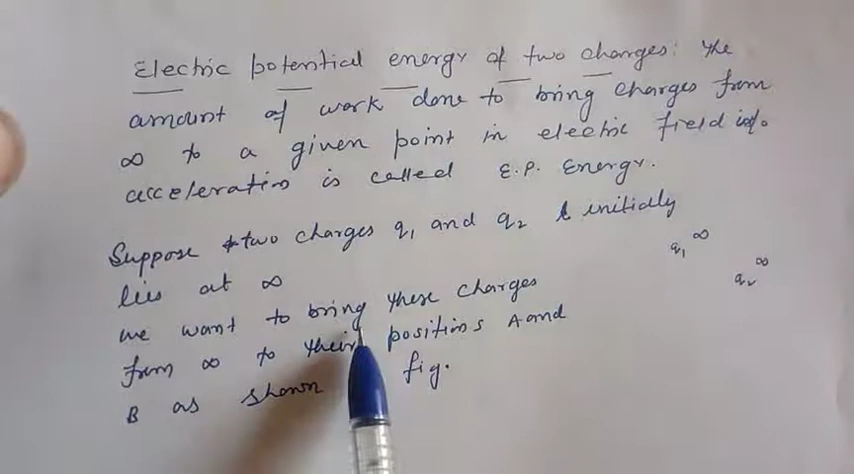 Electric potential energy of two charges: The
amount of work done to bring charges from
∞ to a given point in electric field w/o
acceleration is called E.P. Energy.
Suppose two charges q₁ and q₂ initially
lies at ∞
q₁ ∞
q₂ ∞
we want to bring these charges
from ∞ to their positions A and
B as shown fig.